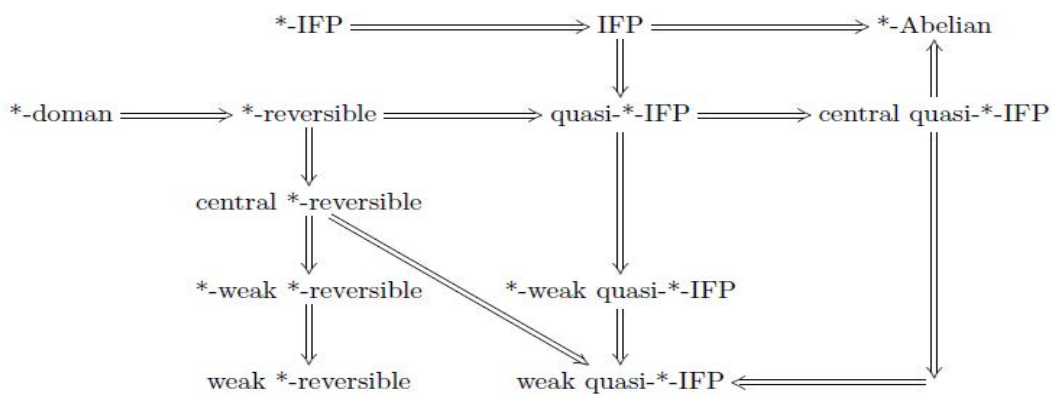 *-IFP IFP *-Abelian
*-doman *-reversible quasi-*-IFP central quasi-*-IFP
central *-reversible
*-weak *-reversible *-weak quasi-*-IFP
weak *-reversible weak quasi-*-IFP